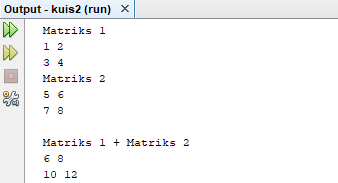 Output - kuis2 (run) ×
Matriks 1
1 2
3 4
Matriks 2
5 6
7 8

Matriks 1 + Matriks 2
6 8
10 12